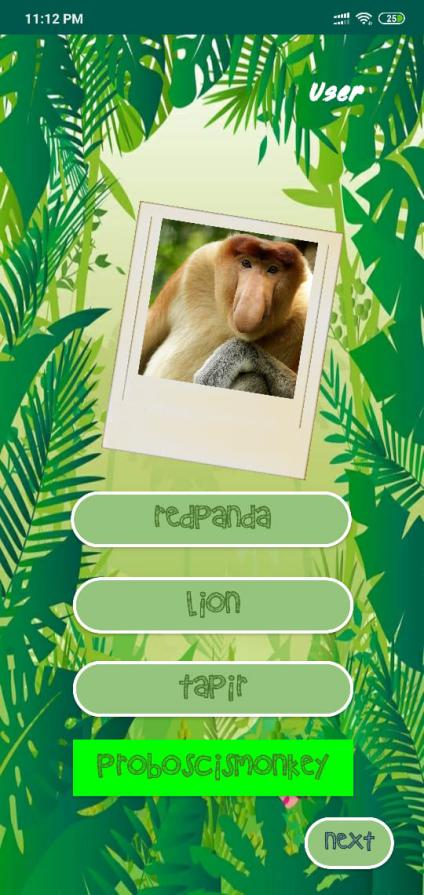 11:12 PM
25
User
redpanda
Lion
tapir
proboscismonkey
next